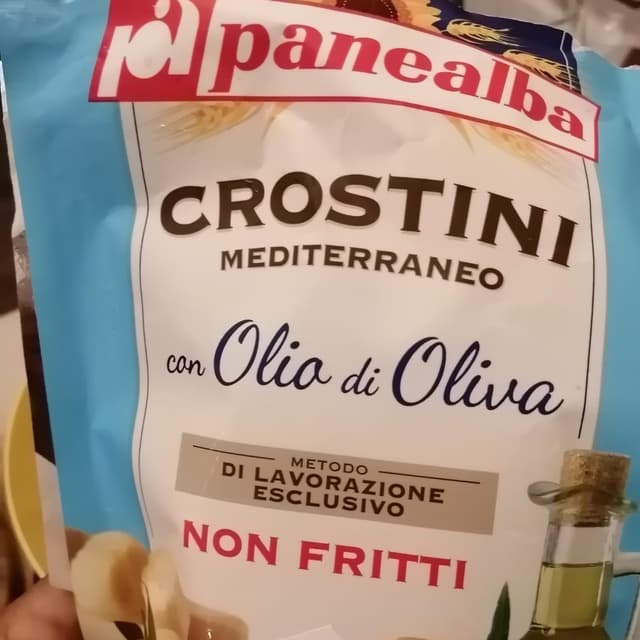 panealba
CROSTINI
MEDITERRANEO
con Olio di Oliva
METODO
DI LAVORAZIONE
ESCLUSIVO
NON FRITTI